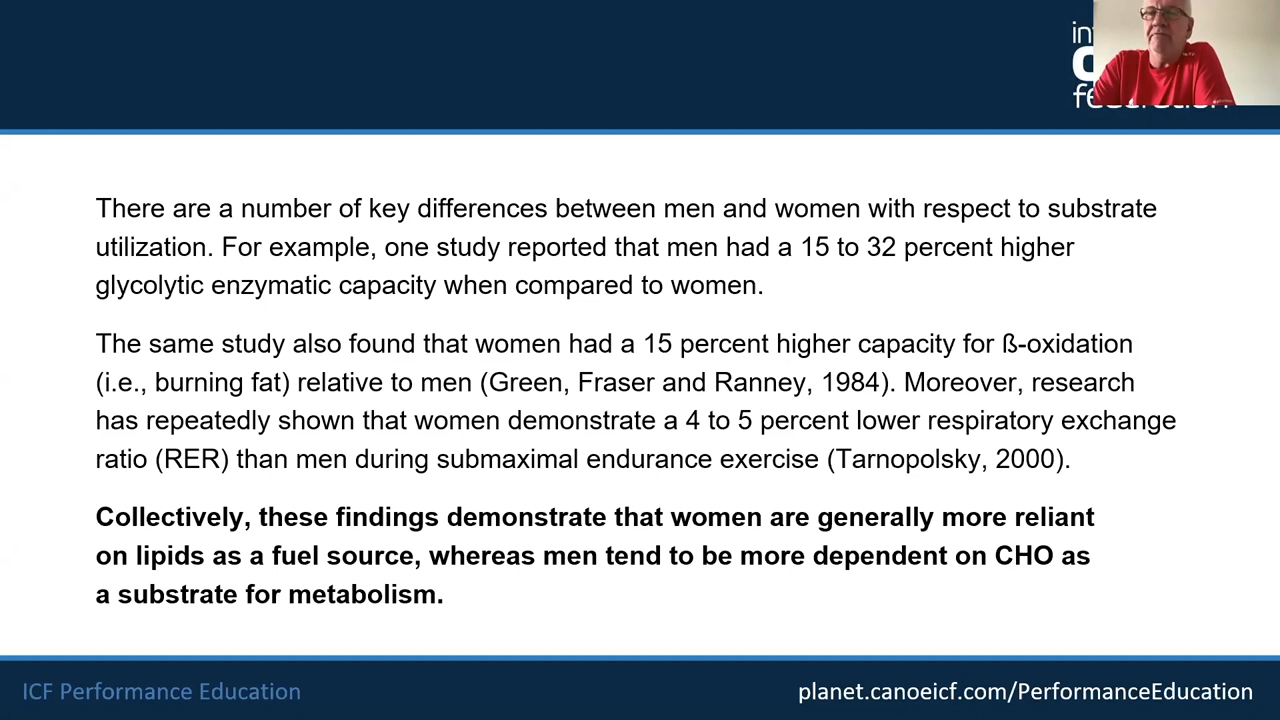 There are a number of key differences between men and women with respect to substrate
utilization. For example, one study reported that men had a 15 to 32 percent higher
glycolytic enzymatic capacity when compared to women.
The same study also found that women had a 15 percent higher capacity for ß-oxidation
(i.e., burning fat) relative to men (Green, Fraser and Ranney, 1984). Moreover, research
has repeatedly shown that women demonstrate a 4 to 5 percent lower respiratory exchange
ratio (RER) than men during submaximal endurance exercise (Tarnopolsky, 2000).
Collectively, these findings demonstrate that women are generally more reliant
on lipids as a fuel source, whereas men tend to be more dependent on CHO as
a substrate for metabolism.
ICF Performance Education
planet.canoeicf.com/PerformanceEducation